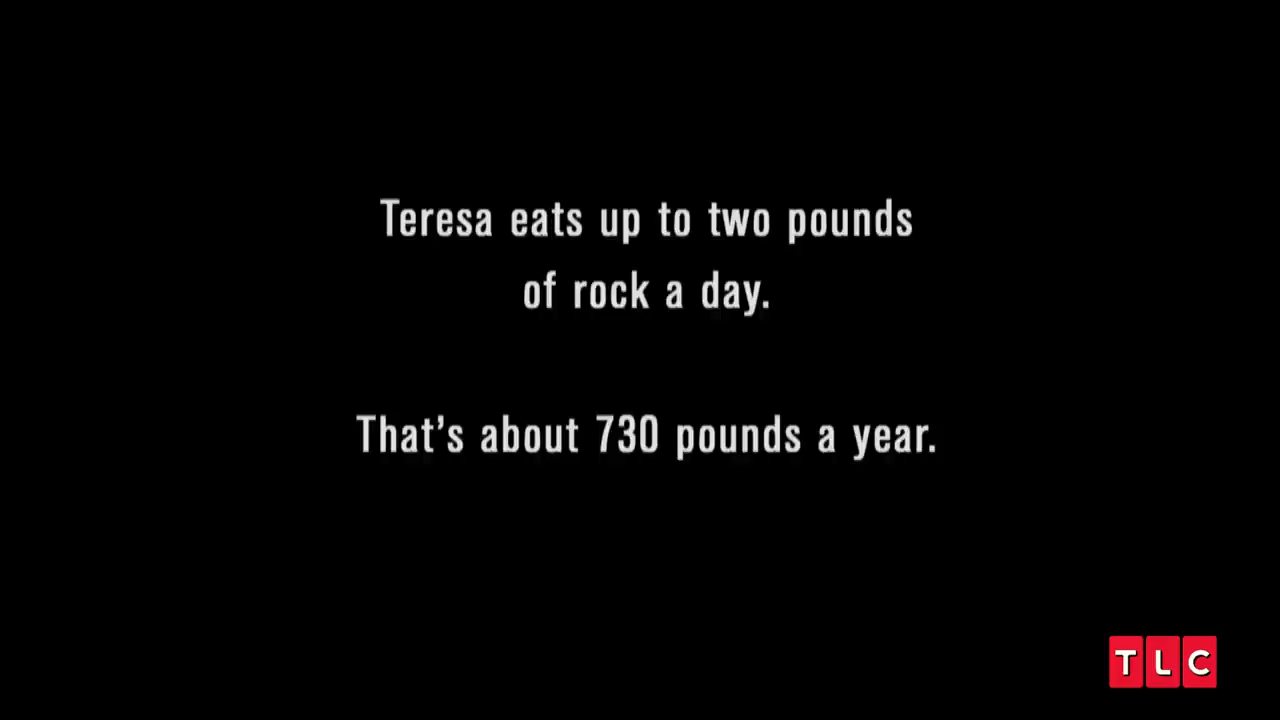 Teresa eats up to two pounds
of rock a day.
That's about 730 pounds a year.
TLC